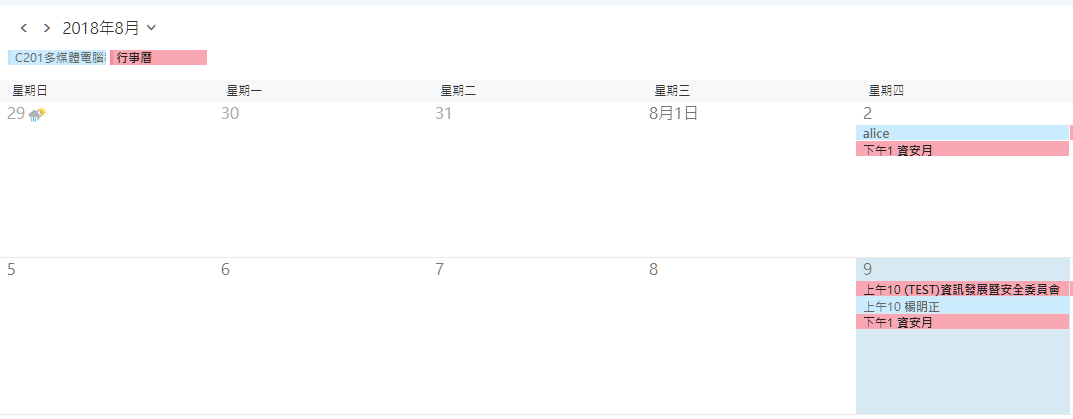 2018年8月
C201多媒體電腦 行事曆
星期日 星期一 星期二 星期三 星期四
29 30 31 8月1日 2
alice
下午1 資安月
5 6 7 8 9
上午10 (TEST)資訊發展暨安全委員會
上午10 楊明正
下午1 資安月